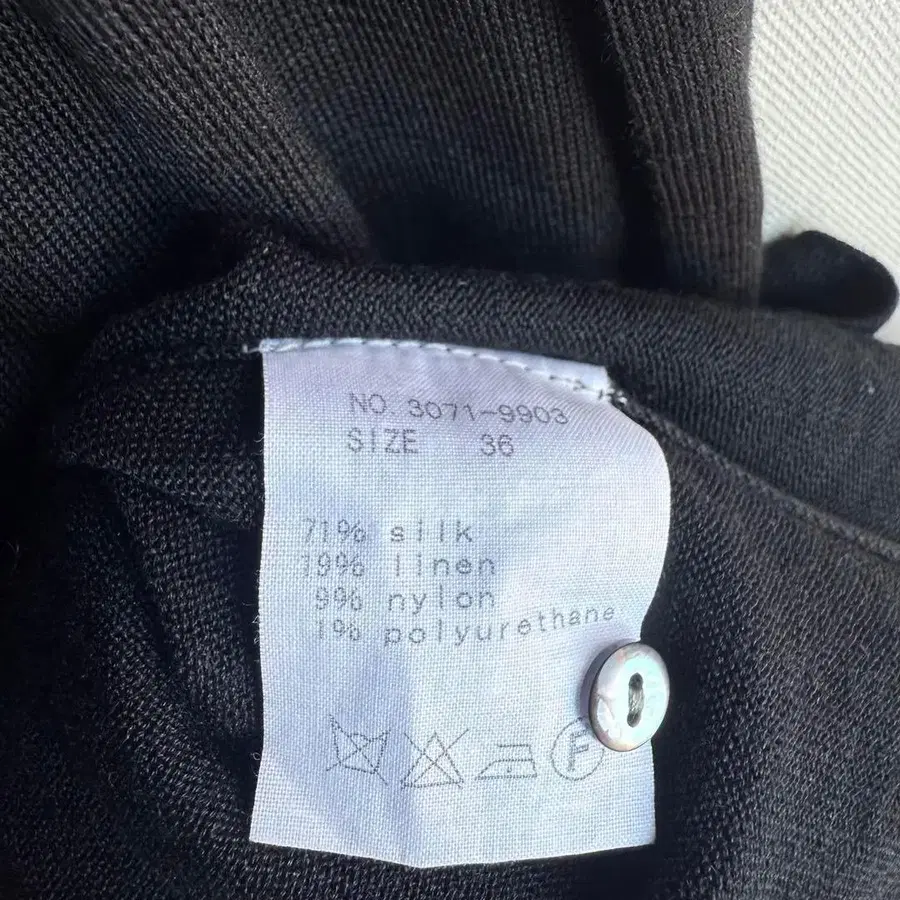 NO. 3071-9903
SIZE 36
71% silk
19% linen
9% nylon
1% polyurethane
F